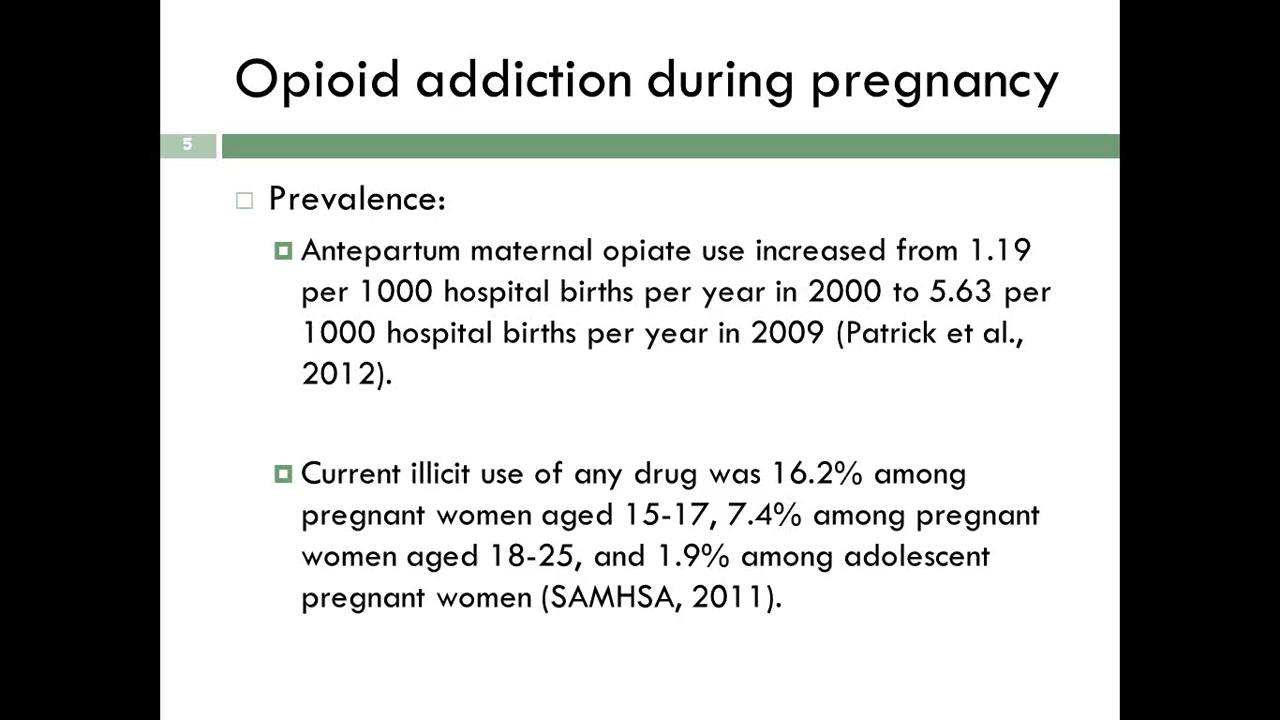 Opioid addiction during pregnancy
5
Prevalence:
Antepartum maternal opiate use increased from 1.19
per 1000 hospital births per year in 2000 to 5.63 per
1000 hospital births per year in 2009 (Patrick et al.,
2012).
Current illicit use of any drug was 16.2% among
pregnant women aged 15-17, 7.4% among pregnant
women aged 18-25, and 1.9% among adolescent
pregnant women (SAMHSA, 2011).